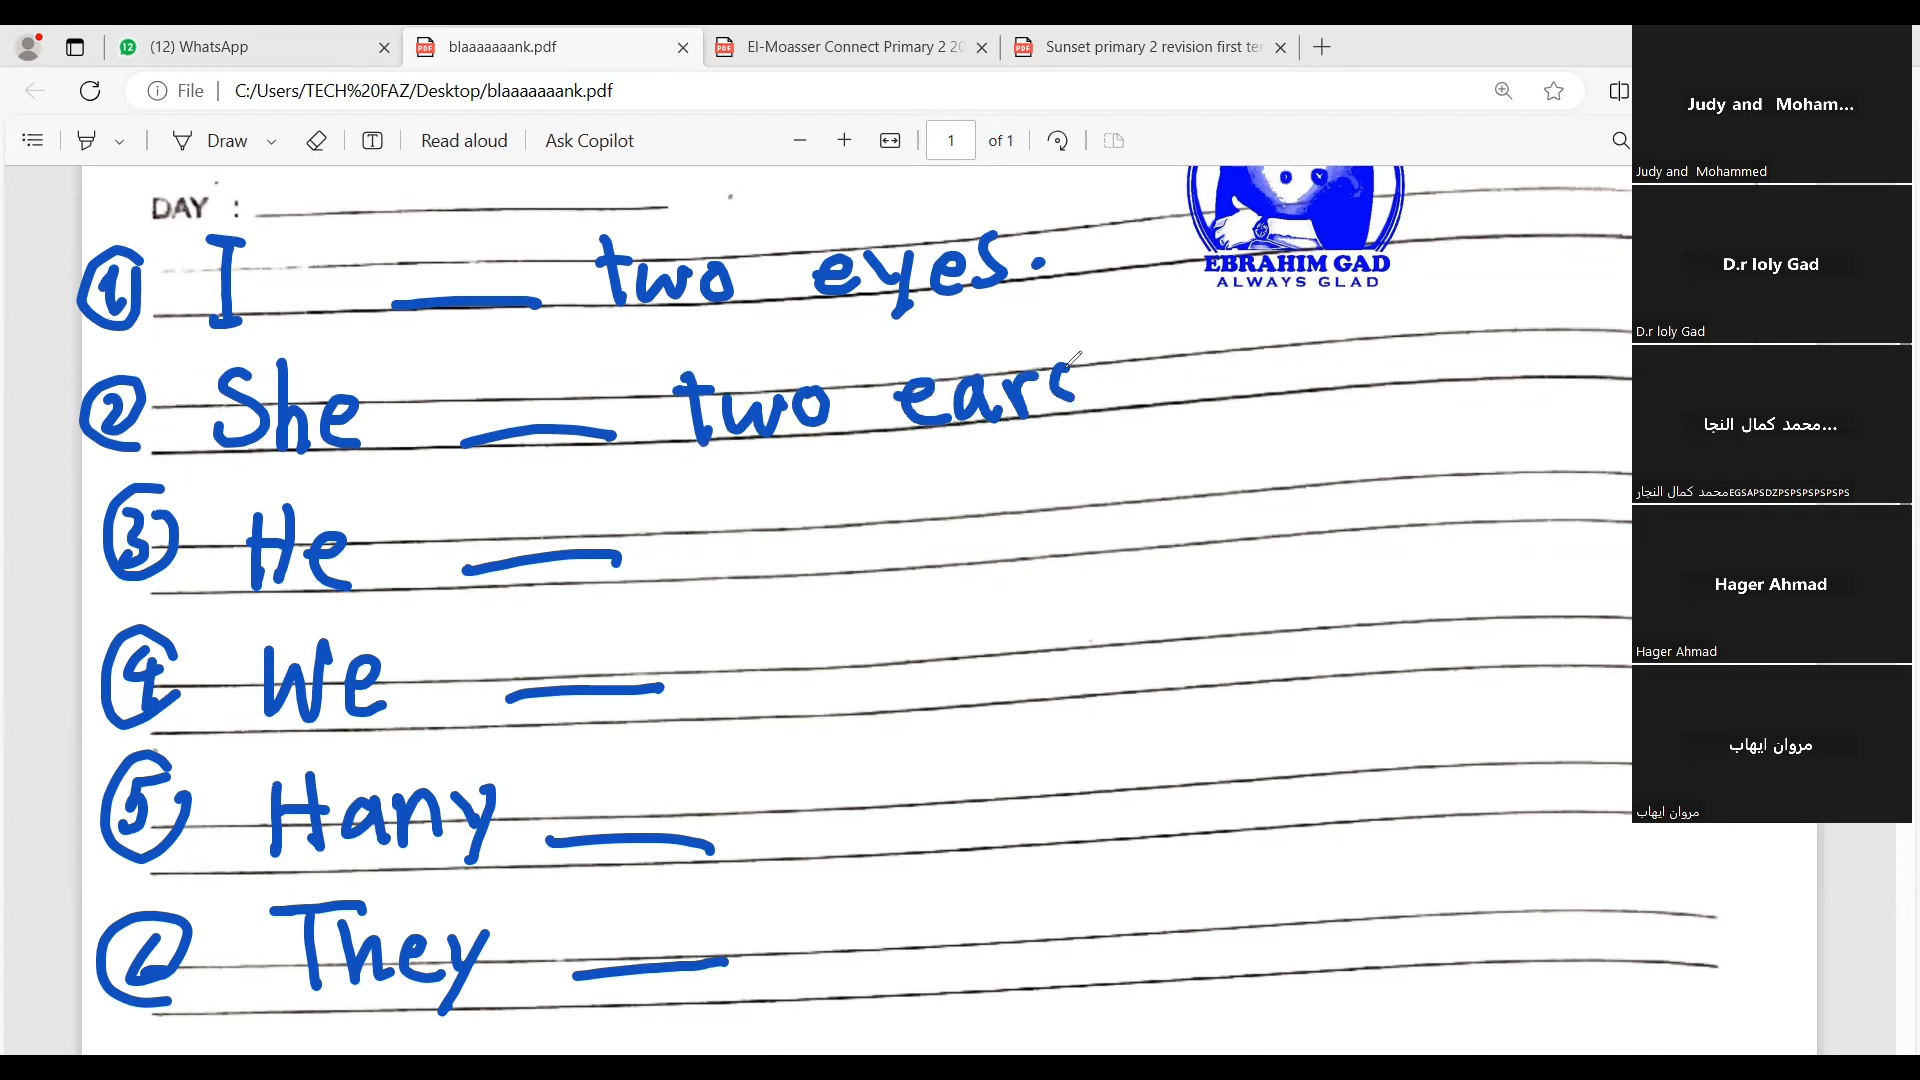 (12) WhatsApp
blaaaaaaank.pdf
El-Moasser Connect Primary 2 20
Sunset primary 2 revision first ter
File
C:/Users/TECH%20FAZ/Desktop/blaaaaaaank.pdf
Draw
Read aloud
Ask Copilot
1 of 1
DAY :
EBRAHIM GAD
ALWAYS GLAD
1 I ___ two eyes.
2 She ___ two ears
3 He ___
4 We ___
5 Hany ___
6 They ___
Judy and Moham...
Judy and Mohammed
D.r loly Gad
D.r loly Gad
محمد كمال النجا...
محمد كمال النجارEGSAPSDZPSPSPSPSPSPS
Hager Ahmad
Hager Ahmad
مروان ايهاب
مروان ايهاب